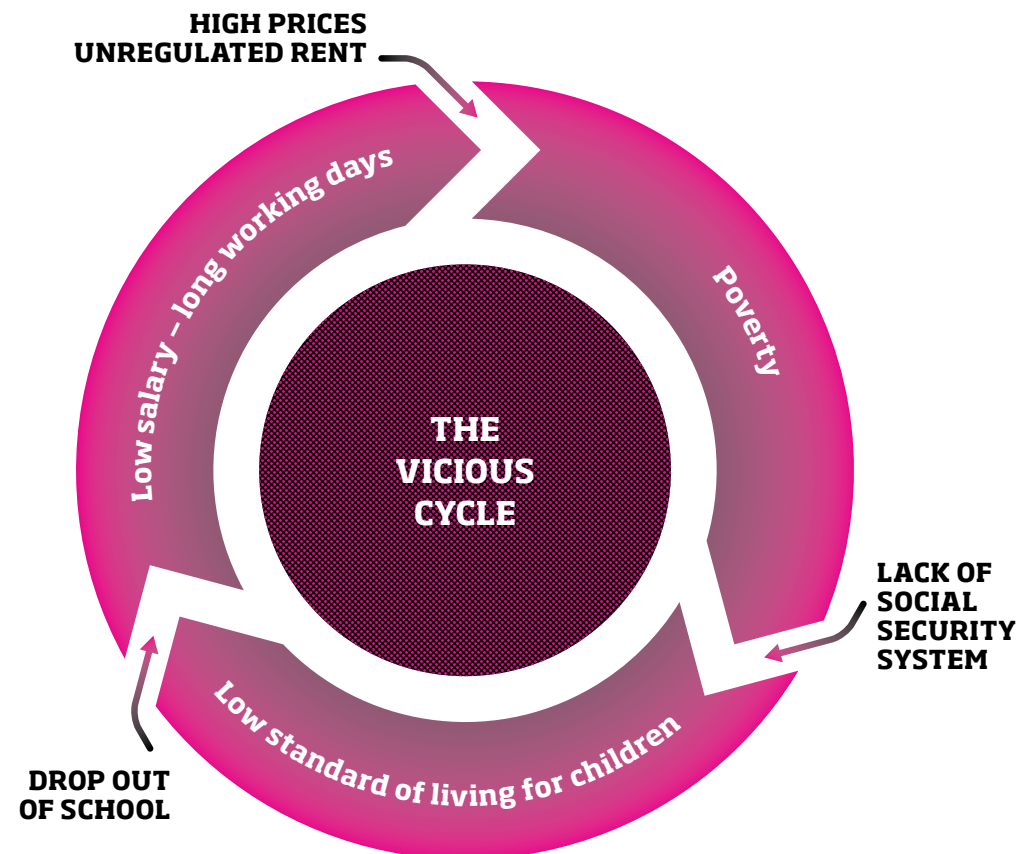 HIGH PRICES
UNREGULATED RENT
Low salary – long working days
Poverty
THE
VICIOUS
CYCLE
LACK OF
SOCIAL
SECURITY
SYSTEM
Low standard of living for children
DROP OUT
OF SCHOOL